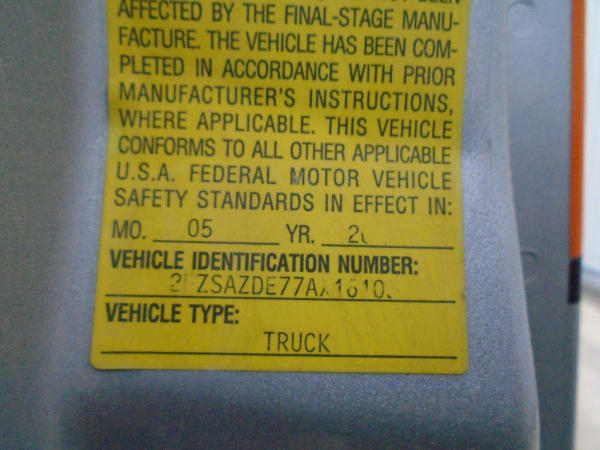 AFFECTED BY THE FINAL-STAGE MANU-
FACTURE. THE VEHICLE HAS BEEN COM-
PLETED IN ACCORDANCE WITH PRIOR
MANUFACTURER'S INSTRUCTIONS,
WHERE APPLICABLE. THIS VEHICLE
CONFORMS TO ALL OTHER APPLICABLE
U.S.A. FEDERAL MOTOR VEHICLE
SAFETY STANDARDS IN EFFECT IN:
MO. 05 YR.
VEHICLE IDENTIFICATION NUMBER:
VEHICLE TYPE:
TRUCK